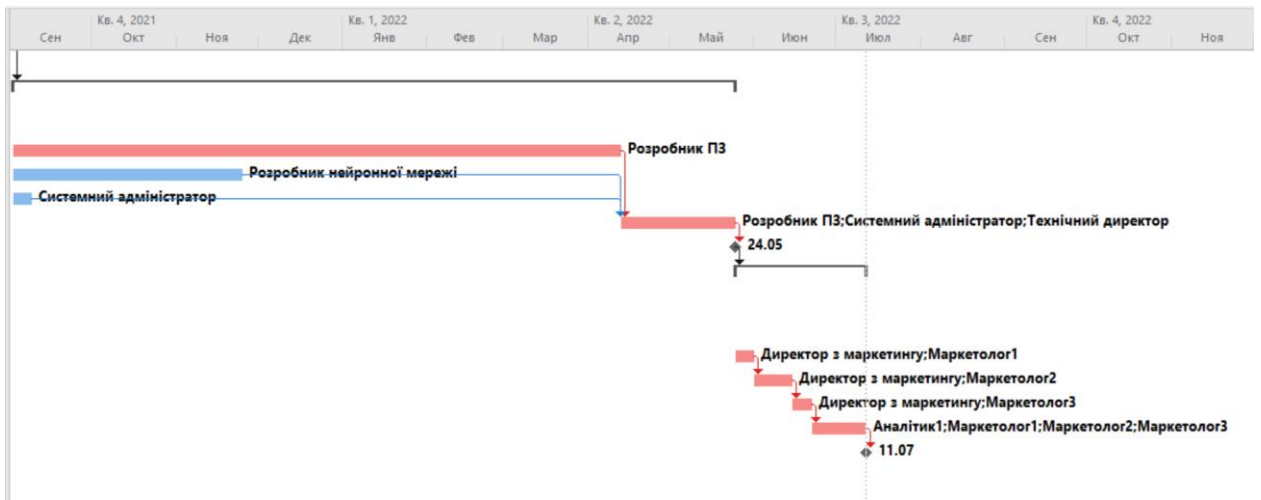 Кв. 4, 2021 Кв. 1, 2022 Кв. 2, 2022 Кв. 3, 2022 Кв. 4, 2022
Сен Окт Ноя Дек Янв Фев Мар Апр Май Июн Июл Авг Сен Окт Ноя
Розробник ПЗ
Розробник нейронної мережі
Системний адміністратор
Розробник ПЗ;Системний адміністратор;Технічний директор
24.05
Директор з маркетингу;Маркетолог1
Директор з маркетингу;Маркетолог2
Директор з маркетингу;Маркетолог3
Аналітик1;Маркетолог1;Маркетолог2;Маркетолог3
11.07